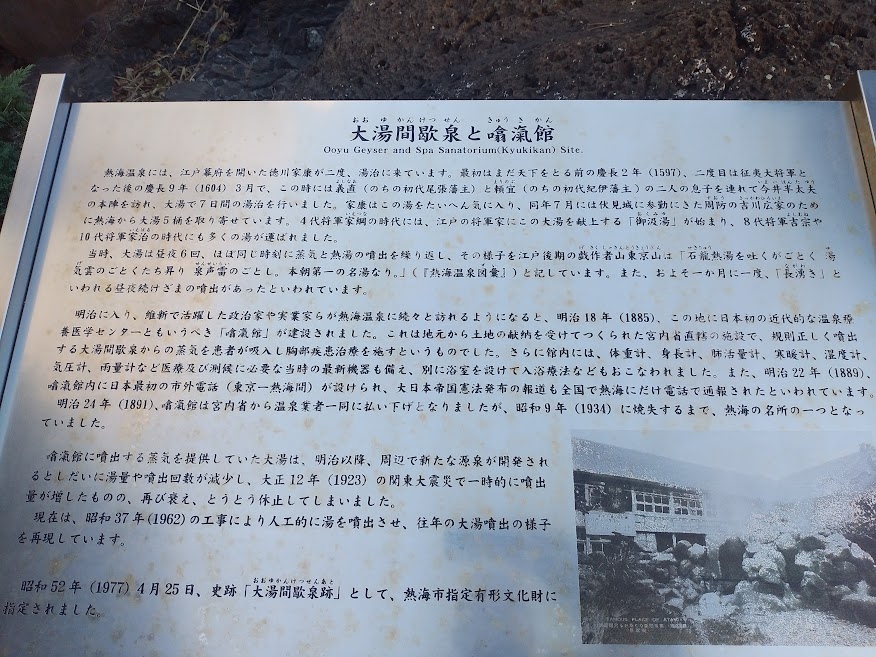 おおゆかんけつせん きゅうきかん
大湯間歇泉と噏滊館
Ooyu Geyser and Spa Sanatorium(Kyukikan) Site.
熱海温泉には、江戸幕府を開いた徳川家康が二度、湯治に来ています。最初はまだ天下をとる前の慶長2年(1597)、二度目は征夷大将軍と
なった後の慶長9年(1604)3月で、この時には義直(のちの初代尾張藩主)と頼宣(のちの初代紀伊藩主)の二人の息子を連れて今井半太夫
の本陣を訪れ、大湯で7日間の湯治を行いました。家康はこの湯をたいへん気に入り、同年7月には伏見城に参勤にきた周防の吉川広家のため
に熱海から大湯5桶を取り寄せています。4代将軍家綱の時代には、江戸の将軍家にこの大湯を献上する「御汲湯」が始まり、8代将軍吉宗や
10代将軍家治の時代にも多くの湯が運ばれました。
当時、大湯は昼夜6回、ほぼ同じ時刻に蒸気と熱湯の噴出を繰り返し、その様子を江戸後期の戯作者山東京山は「石龍熱湯を吐くがごとく 湯
気雲のごとくたち昇り 泉声雷のごとし。本朝第一の名湯なり。」(『熱海温泉図彙』)と記しています。また、およそ一か月に一度、「長湧き」と
いわれる昼夜続けざまの噴出があったといわれています。
明治に入り、維新で活躍した政治家や実業家らが熱海温泉に続々と訪れるようになると、明治18年(1885)、この地に日本初の近代的な温泉療
養医学センターともいうべき「噏滊館」が建設されました。これは地元から土地の献納を受けてつくられた宮内省直轄の施設で、規則正しく噴出
する大湯間歇泉からの蒸気を患者が吸入し胸部疾患治療を施すというものでした。さらに館内には、体重計、身長計、肺活量計、寒暖計、湿度計、
気圧計、雨量計など医療及び測候に必要な当時の最新機器も備え、別に浴室を設けて入浴療法などもおこなわれました。また、明治22年(1889)、
噏滊館内に日本最初の市外電話(東京―熱海間)が設けられ、大日本帝国憲法発布の報道も全国で熱海にだけ電話で通報されたといわれています。
明治24年(1891)、噏滊館は宮内省から温泉業者一同に払い下げとなりましたが、昭和9年(1934)に焼失するまで、熱海の名所の一つとなっ
ていました。
噏滊館に噴出する蒸気を提供していた大湯は、明治以降、周辺で新たな源泉が開発され
るとしだいに湯量や噴出回数が減少し、大正12年(1923)の関東大震災で一時的に噴出
量が増したものの、再び衰え、とうとう休止してしまいました。
現在は、昭和37年(1962)の工事により人工的に湯を噴出させ、往年の大湯噴出の様子
を再現しています。
おおゆかんけつせんあと
昭和52年(1977)4月25日、史跡「大湯間歇泉跡」として、熱海市指定有形文化財に
指定されました。
FAMOUS PLACE OF ATAMI